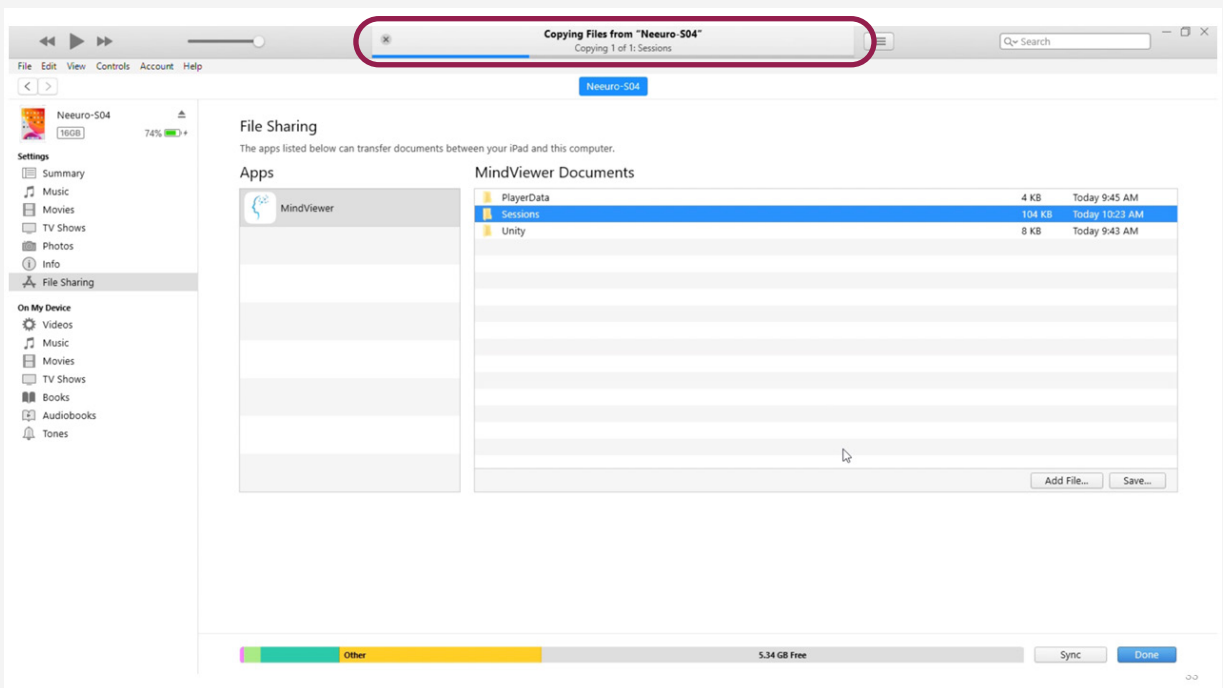 Copying Files from "Neeuro-S04"
Copying 1 of 1: Sessions
Search
File Edit View Controls Account Help
Neeuro-S04
Neeuro-S04
16GB 74%
Settings
Summary
Music
Movies
TV Shows
Photos
Info
File Sharing
On My Device
Videos
Music
Movies
TV Shows
Books
Audiobooks
Tones
File Sharing
The apps listed below can transfer documents between your iPad and this computer.
Apps
MindViewer
MindViewer Documents
PlayerData 4 KB Today 9:45 AM
Sessions 104 KB Today 10:23 AM
Unity 8 KB Today 9:43 AM
Add File... Save...
Other 5.34 GB Free Sync Done